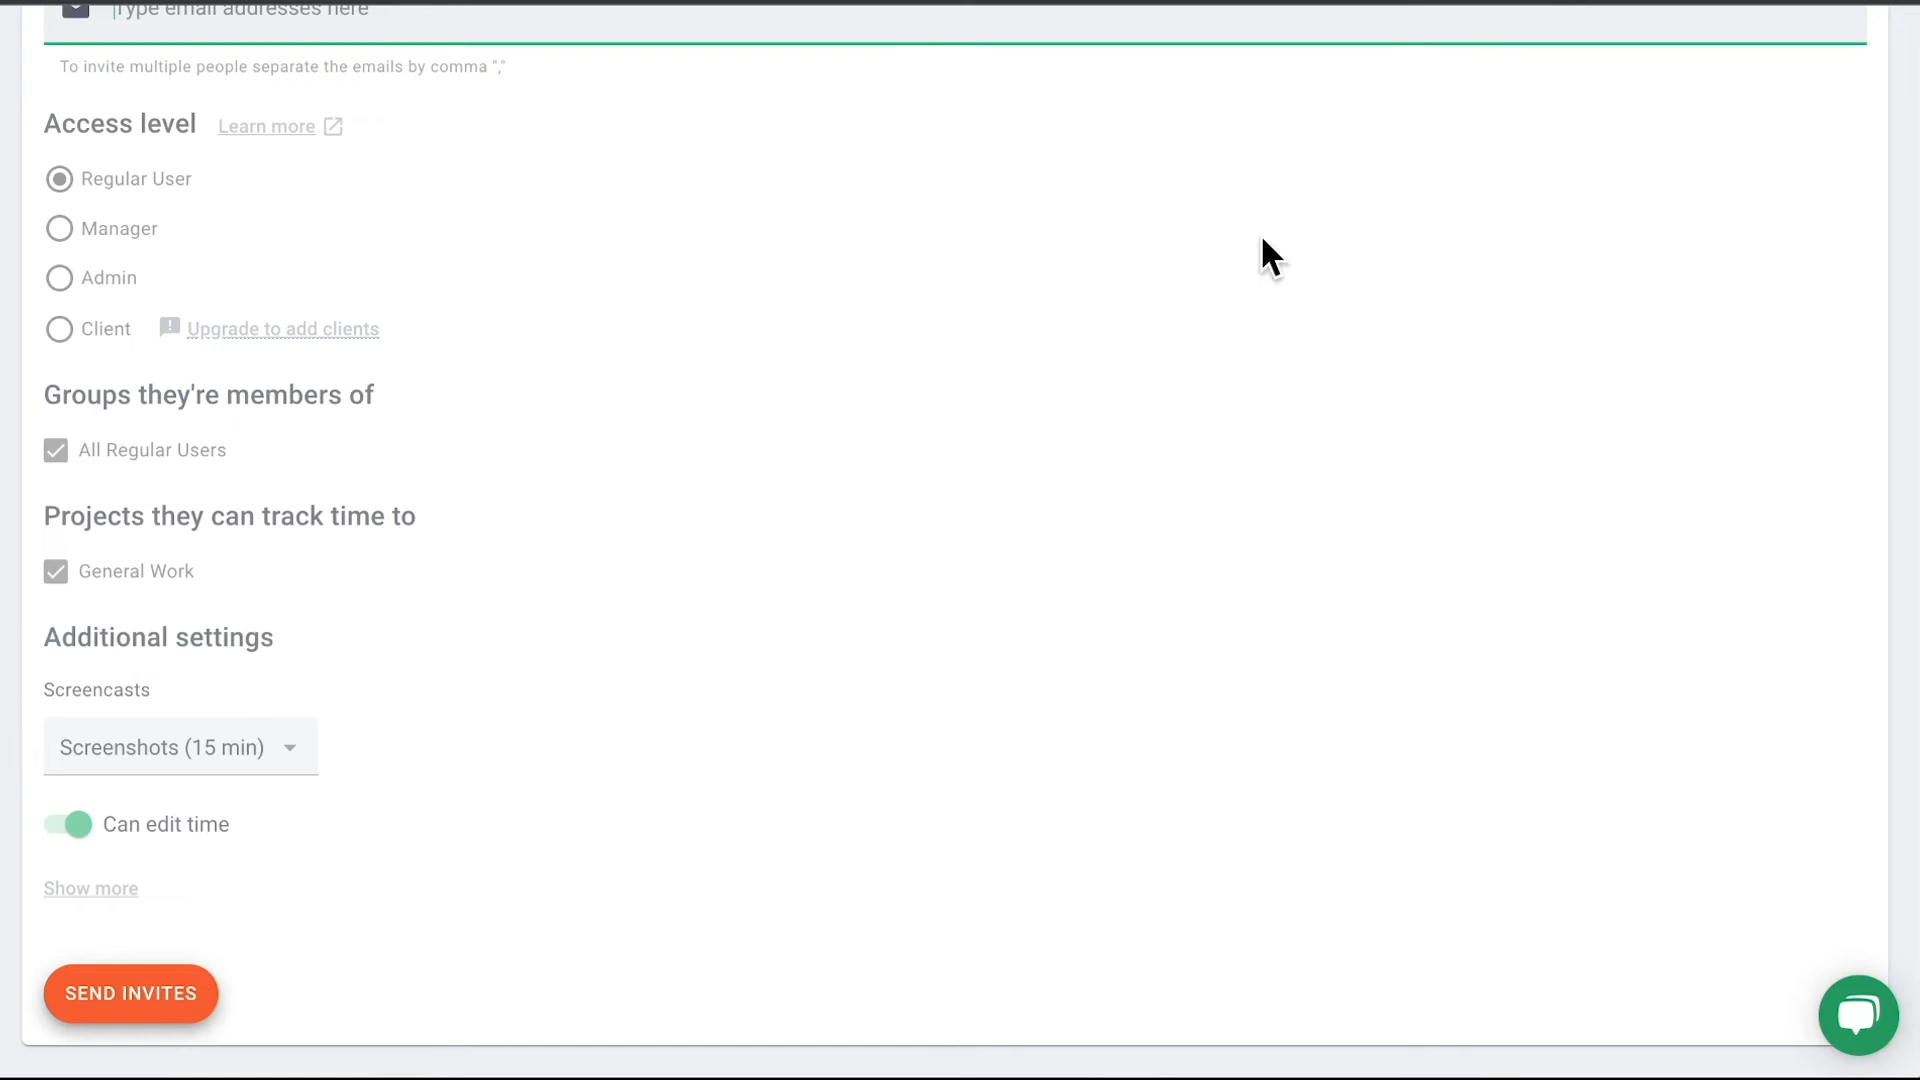 Type email addresses here
To invite multiple people separate the emails by comma ","
Access level Learn more
Regular User
Manager
Admin
Client Upgrade to add clients
Groups they're members of
All Regular Users
Projects they can track time to
General Work
Additional settings
Screencasts
Screenshots (15 min)
Can edit time
Show more
SEND INVITES